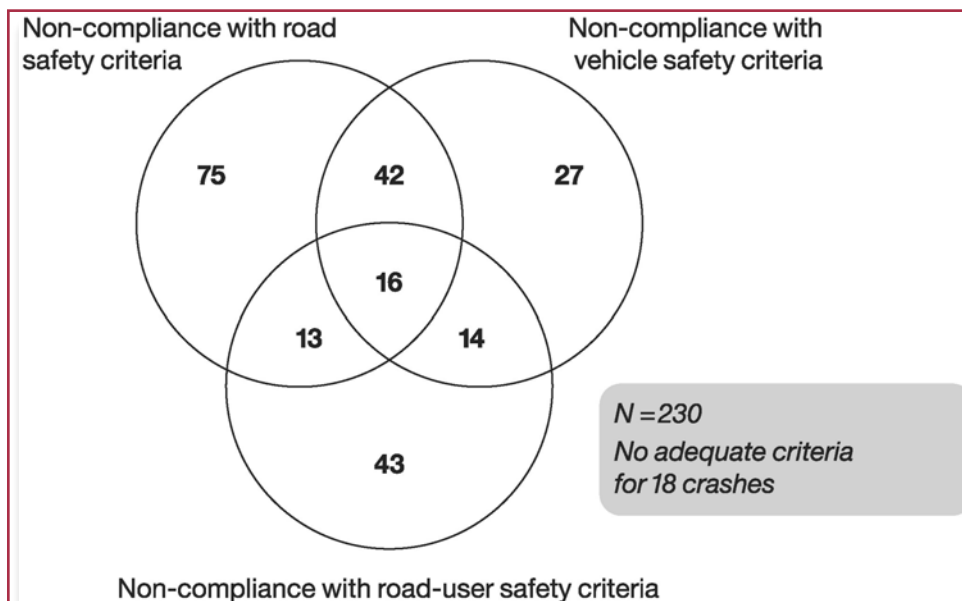 Non-compliance with road
safety criteria
Non-compliance with
vehicle safety criteria
75
42
27
16
13
14
43
N =230
No adequate criteria
for 18 crashes
Non-compliance with road-user safety criteria